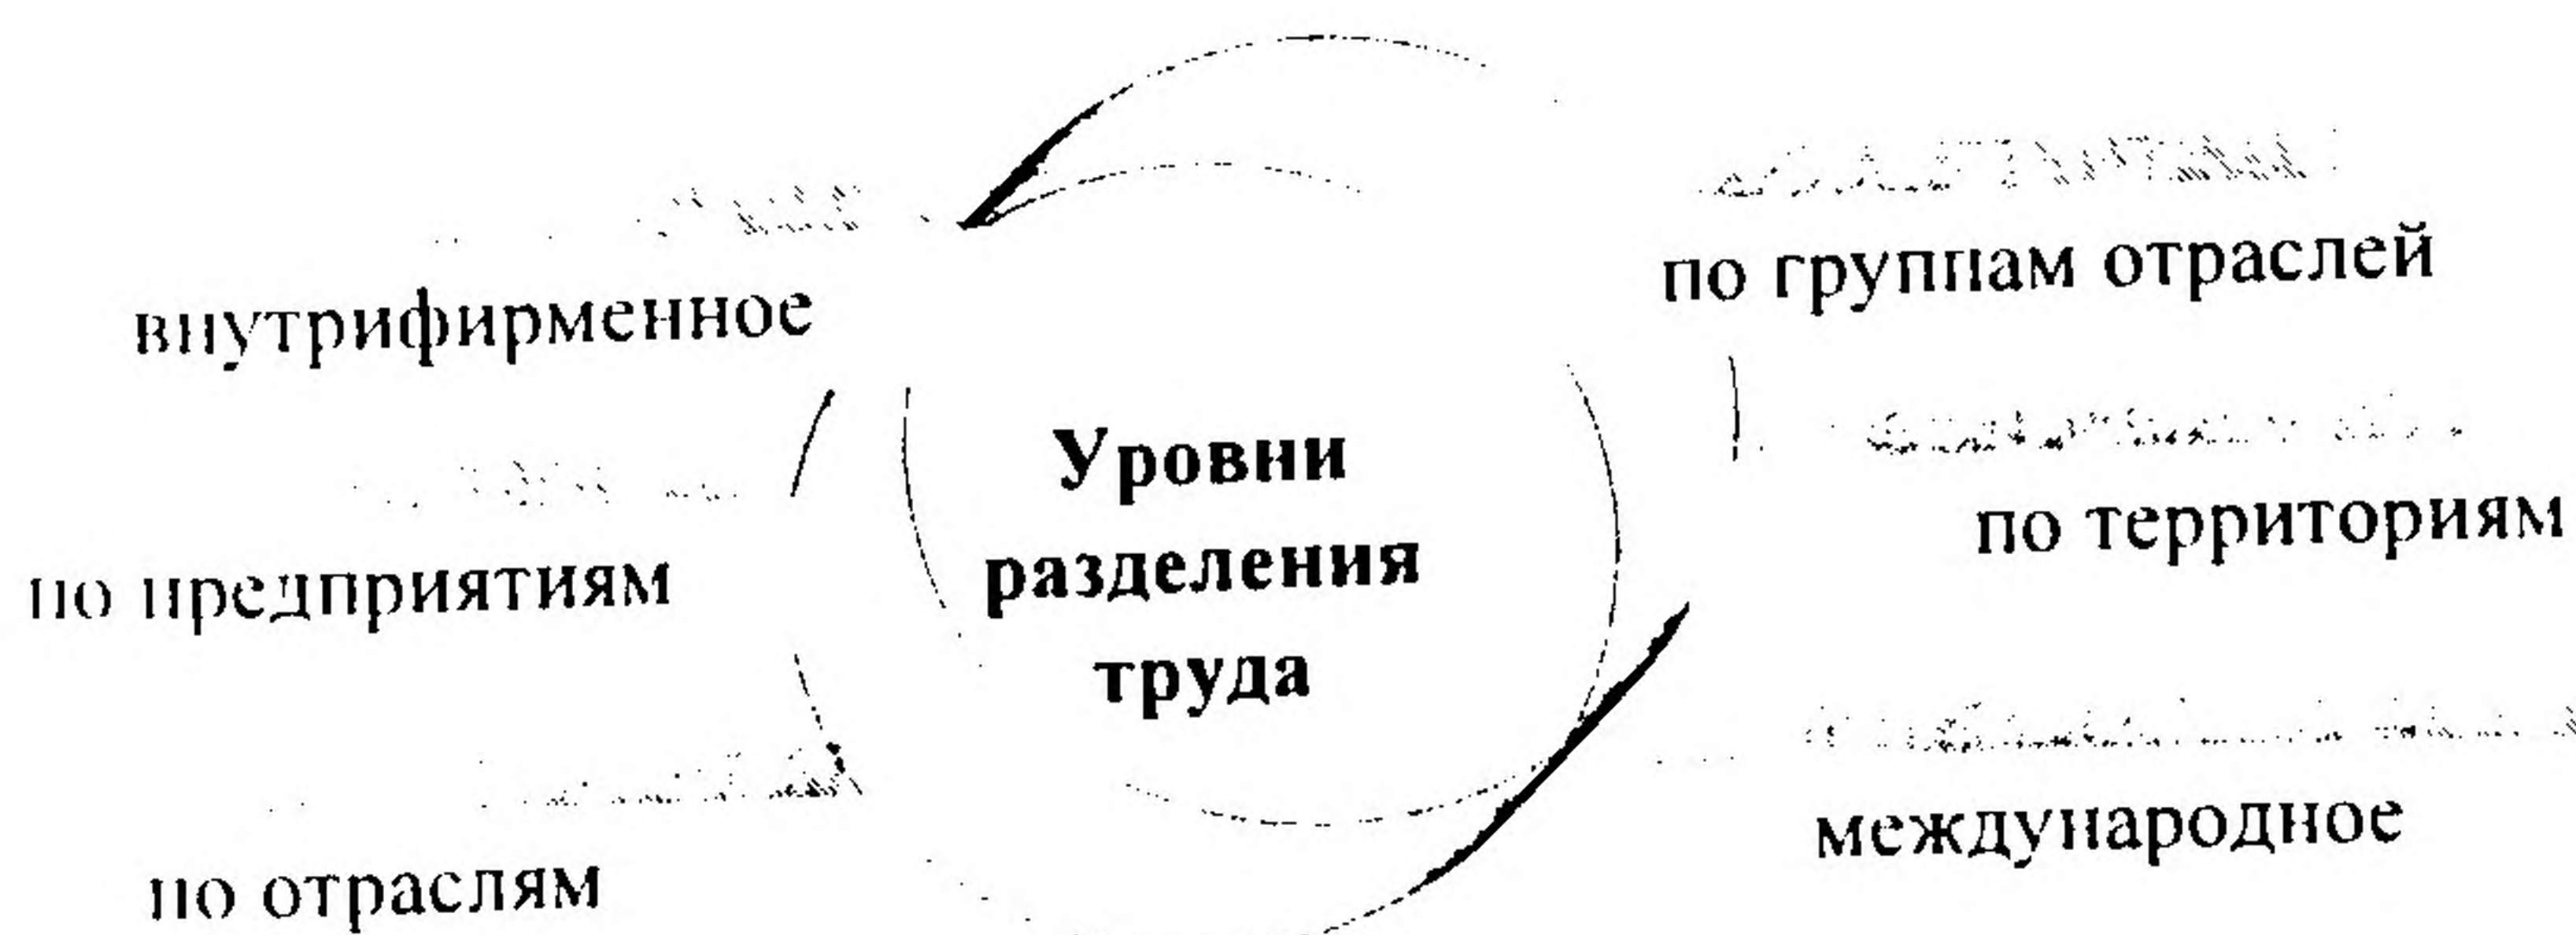 внутрифирменное
по предприятиям
по отраслям
Уровни
разделения
труда
по группам отраслей
по территориям
международное